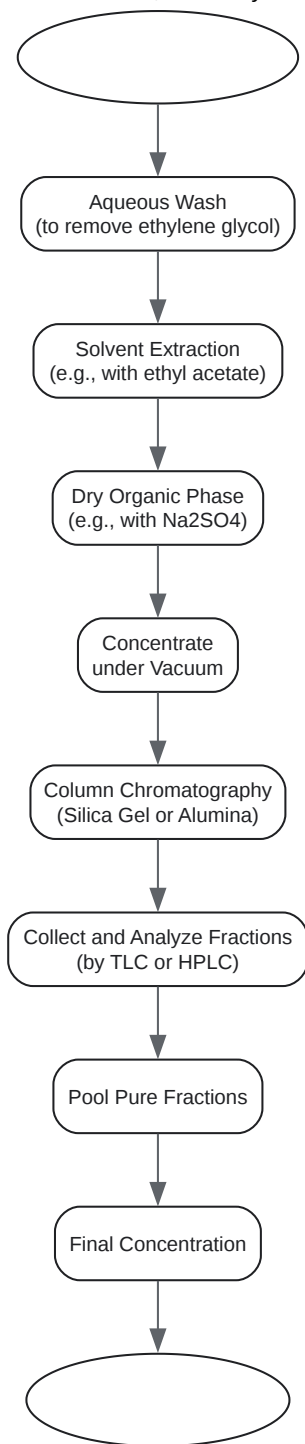 Aqueous Wash
(to remove ethylene glycol)
Solvent Extraction
(e.g., with ethyl acetate)
Dry Organic Phase
(e.g., with Na2SO4)
Concentrate
under Vacuum
Column Chromatography
(Silica Gel or Alumina)
Collect and Analyze Fractions
(by TLC or HPLC)
Pool Pure Fractions
Final Concentration